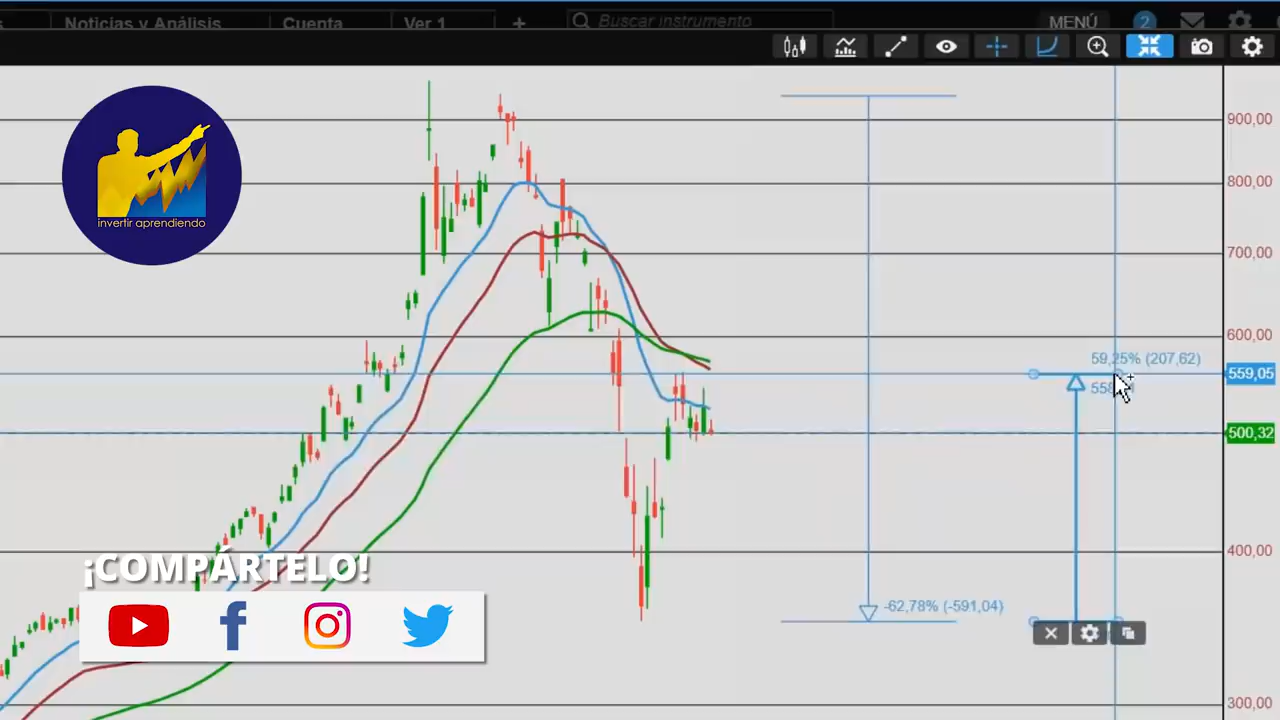 Noticias y Análisis
Cuenta
Ver 1
+
Buscar instrumento
MENÚ
2
invertir aprendiendo
900,00
800,00
700,00
600,00
59,25% (207,62)
559,05
500,32
400,00
-62,78% (-591,04)
¡COMPÁRTELO!
300,00